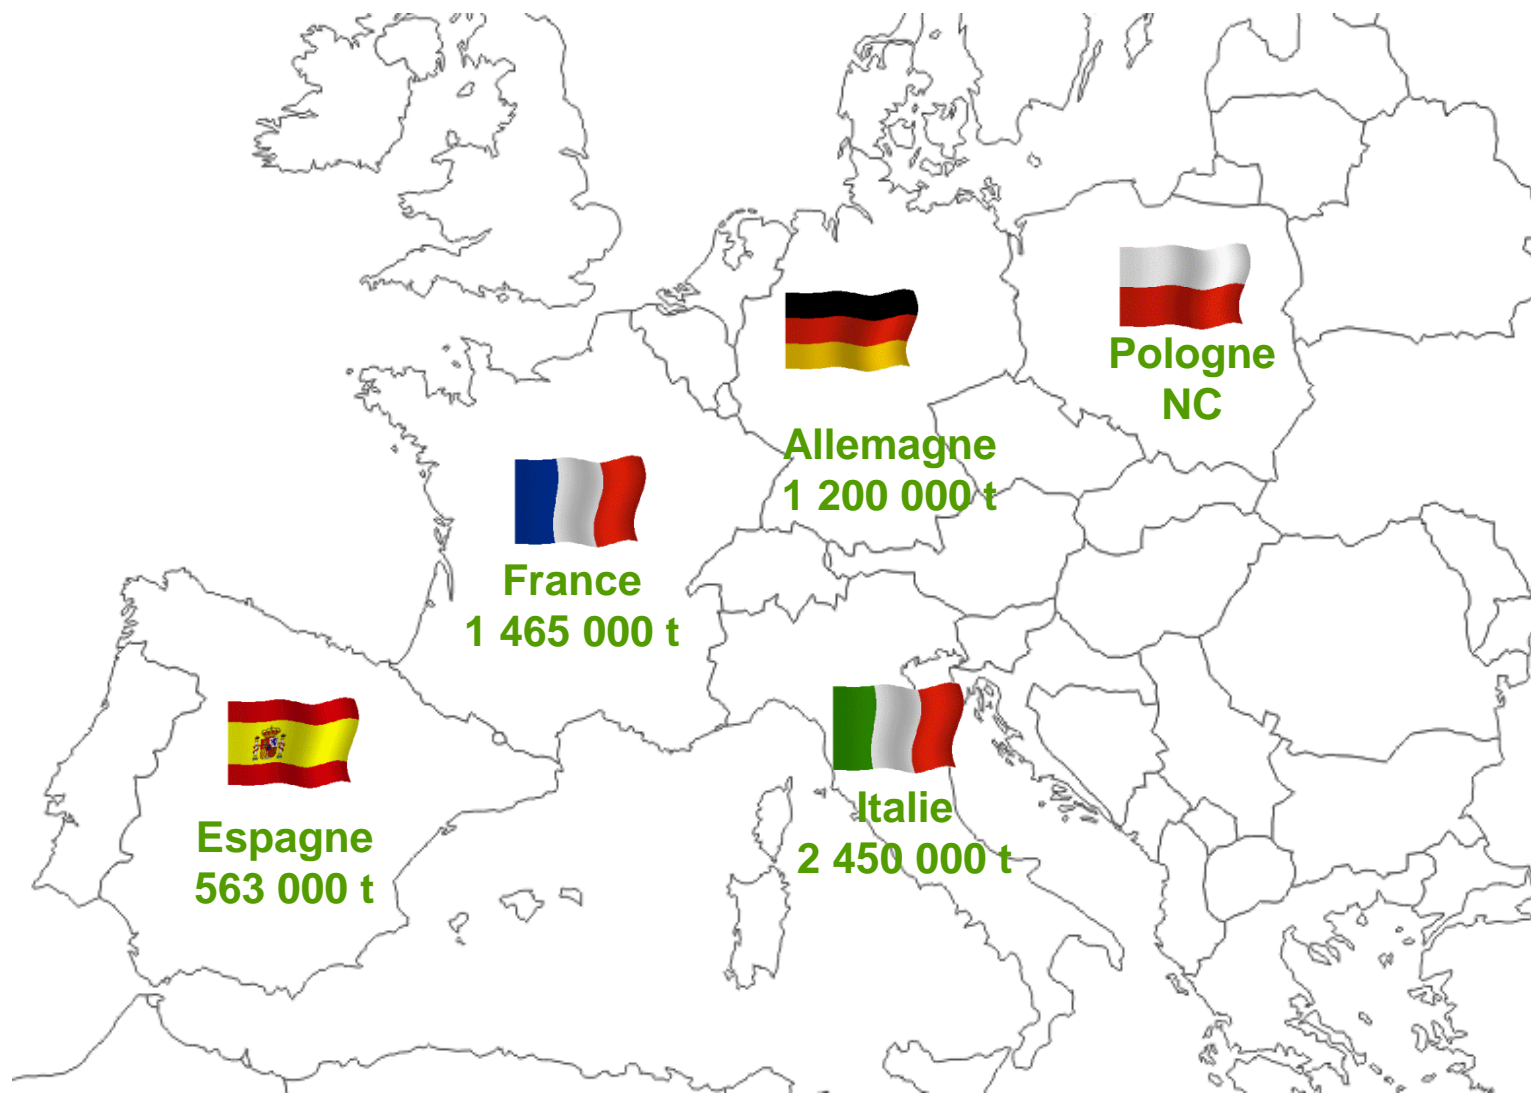 Pologne
NC
Allemagne
1 200 000 t
France
1 465 000 t
Italie
2 450 000 t
Espagne
563 000 t